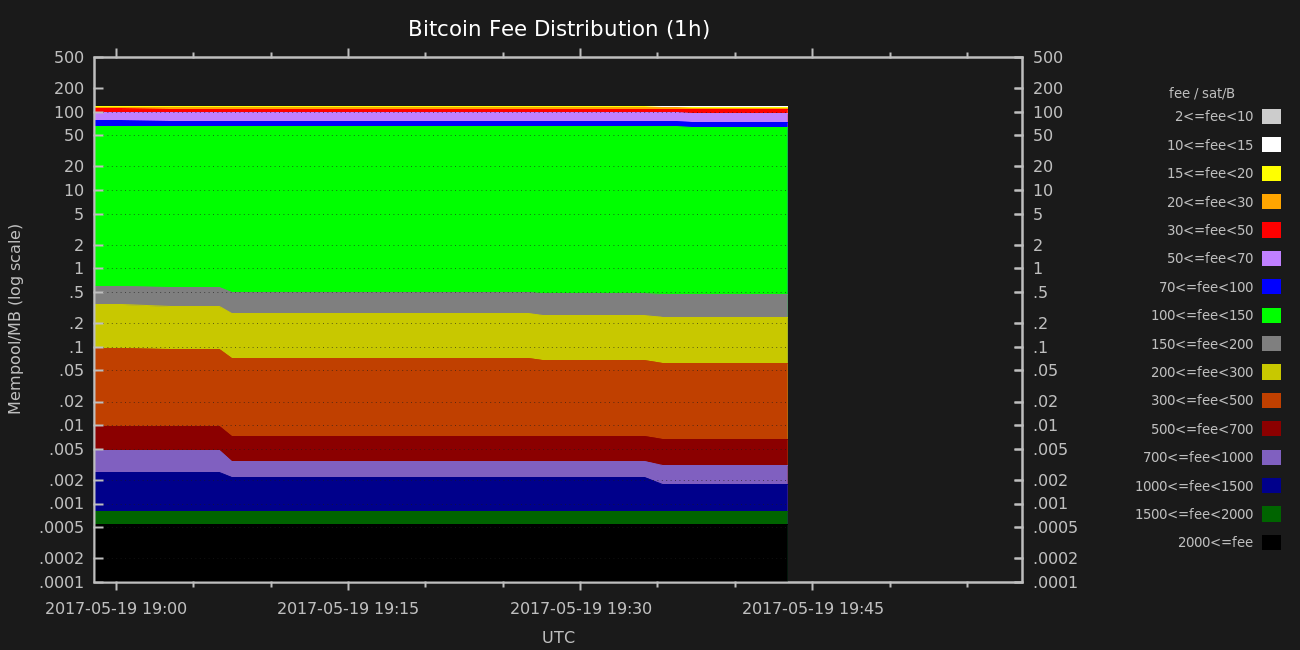 Bitcoin Fee Distribution (1h)
Mempool/MB (log scale)
500
200
100
50
20
10
5
2
1
.5
.2
.1
.05
.02
.01
.005
.002
.001
.0005
.0002
.0001
500
200
100
50
20
10
5
2
1
.5
.2
.1
.05
.02
.01
.005
.002
.001
.0005
.0002
.0001
2017-05-19 19:00 2017-05-19 19:15 2017-05-19 19:30 2017-05-19 19:45
UTC
fee / sat/B
2<=fee<10
10<=fee<15
15<=fee<20
20<=fee<30
30<=fee<50
50<=fee<70
70<=fee<100
100<=fee<150
150<=fee<200
200<=fee<300
300<=fee<500
500<=fee<700
700<=fee<1000
1000<=fee<1500
1500<=fee<2000
2000<=fee